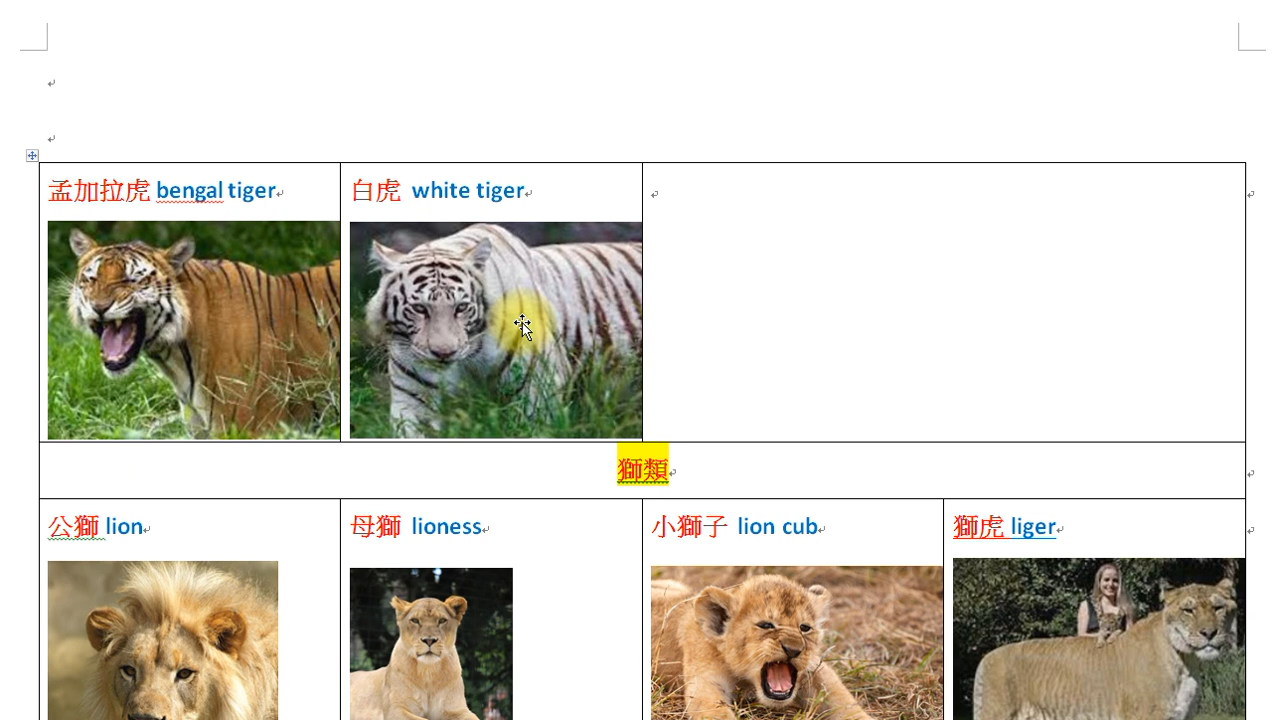 孟加拉虎 bengal tiger
白虎 white tiger
獅類
公獅 lion
母獅 lioness
小獅子 lion cub
獅虎 liger